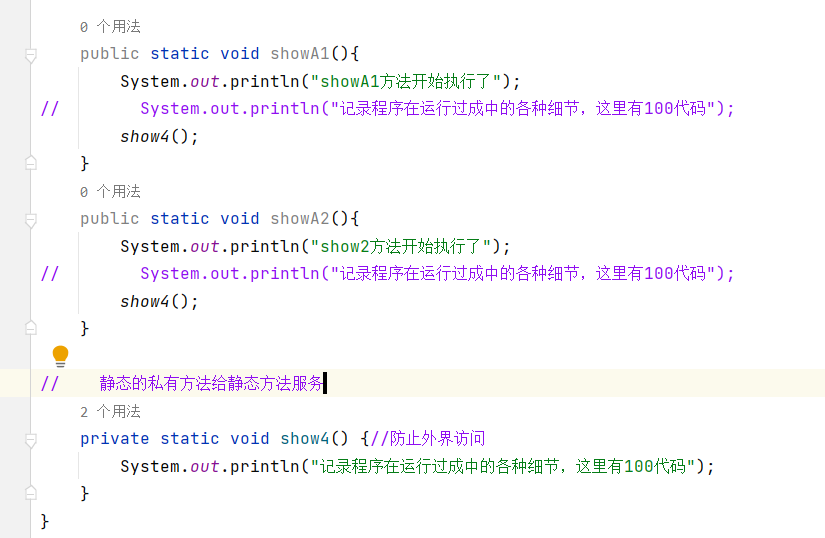 0 个用法
public static void showA1(){
System.out.println("showA1方法开始执行了");
// System.out.println("记录程序在运行过成中的各种细节，这里有100代码");
show4();
}
0 个用法
public static void showA2(){
System.out.println("show2方法开始执行了");
// System.out.println("记录程序在运行过成中的各种细节，这里有100代码");
show4();
}
// 静态的私有方法给静态方法服务
2 个用法
private static void show4() {//防止外界访问
System.out.println("记录程序在运行过成中的各种细节，这里有100代码");
}
}